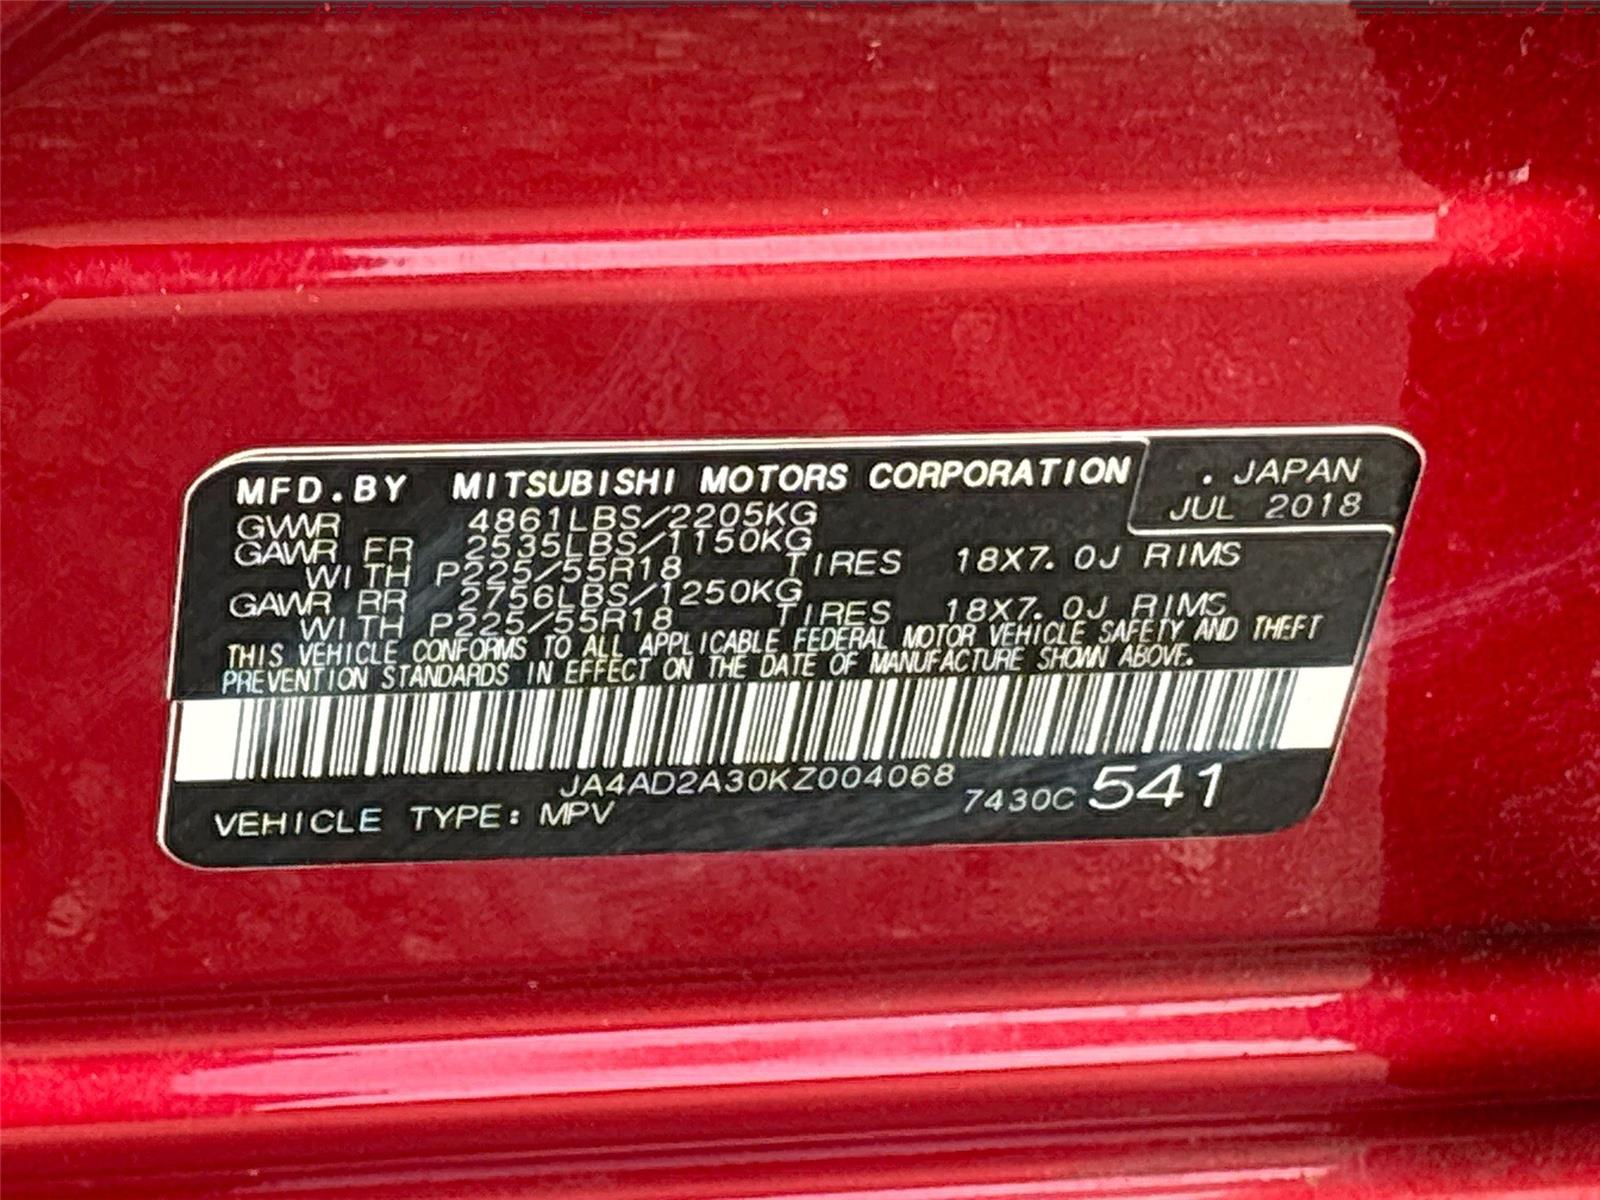 MFD.BY MITSUBISHI MOTORS CORPORATION
. JAPAN
JUL 2018
GVWR 4861LBS/2205KG
GAWR FR 2535LBS/1150KG
WITH P225/55R18 TIRES 18X7.0J RIMS
GAWR RR 2756LBS/1250KG
WITH P225/55R18 TIRES 18X7.0J RIMS
THIS VEHICLE CONFORMS TO ALL APPLICABLE FEDERAL MOTOR VEHICLE SAFETY AND THEFT
PREVENTION STANDARDS IN EFFECT ON THE DATE OF MANUFACTURE SHOWN ABOVE.
JA4AD2A30KZ004068
VEHICLE TYPE: MPV 7430C 541